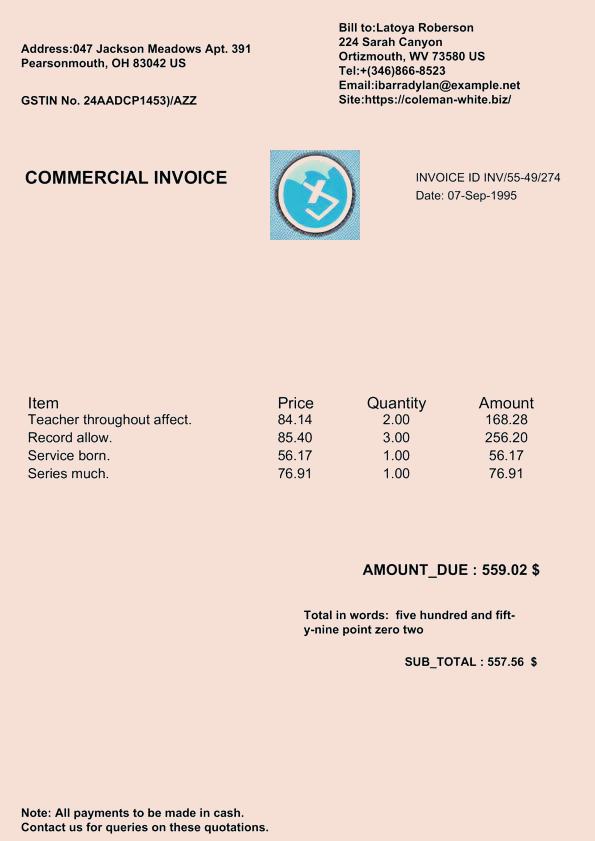 Bill to:Latoya Roberson
224 Sarah Canyon
Ortizmouth, WV 73580 US
Tel:+(346)866-8523
Email:ibarradylan@example.net
Site:https://coleman-white.biz/
Address:047 Jackson Meadows Apt. 391
Pearsonmouth, OH 83042 US
GSTIN No. 24AADCP1453)/AZZ
COMMERCIAL INVOICE
INVOICE ID INV/55-49/274
Date: 07-Sep-1995
Item Price Quantity Amount
Teacher throughout affect. 84.14 2.00 168.28
Record allow. 85.40 3.00 256.20
Service born. 56.17 1.00 56.17
Series much. 76.91 1.00 76.91
AMOUNT_DUE : 559.02 $
Total in words:  five hundred and fift-
y-nine point zero two
SUB_TOTAL : 557.56  $
Note: All payments to be made in cash.
Contact us for queries on these quotations.